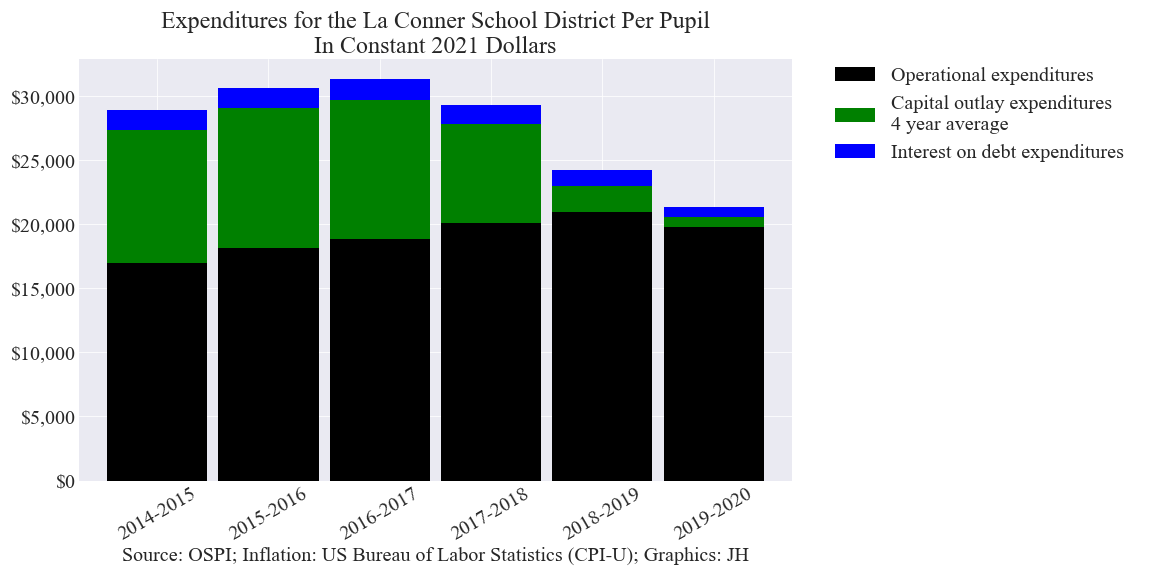 Expenditures for the La Conner School District Per Pupil
In Constant 2021 Dollars
$30,000
$25,000
$20,000
$15,000
$10,000
$5,000
$0
2014-2015
2015-2016
2016-2017
2017-2018
2018-2019
2019-2020
Source: OSPI; Inflation: US Bureau of Labor Statistics (CPI-U); Graphics: JH
Operational expenditures
Capital outlay expenditures
4 year average
Interest on debt expenditures